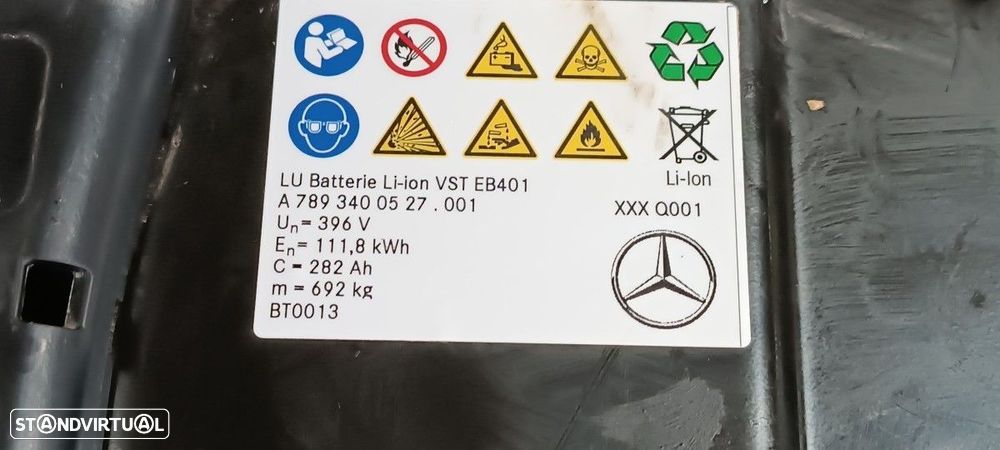 Li-Ion
LU Batterie Li-ion VST EB401
A 789 340 05 27 . 001
XXX Q001
Un = 396 V
En = 111,8 kWh
C = 282 Ah
m = 692 kg
BT0013
STANDVIRTUAL